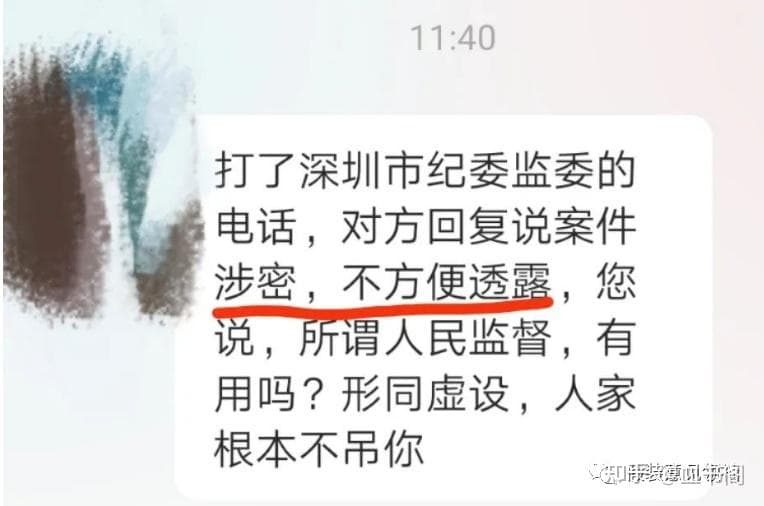 11:40
打了深圳市纪委监委的
电话，对方回复说案件
涉密，不方便透露，您
说，所谓人民监督，有
用吗？形同虚设，人家
根本不吊你